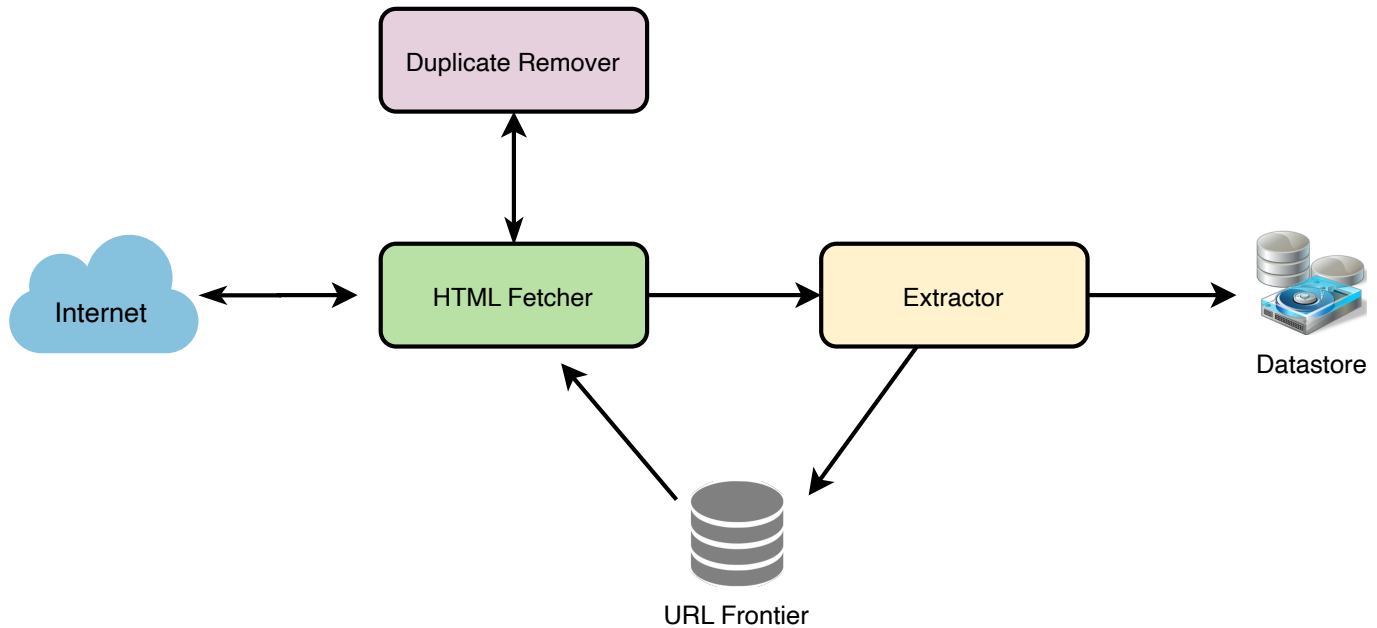 Duplicate Remover
Internet
HTML Fetcher
Extractor
Datastore
URL Frontier